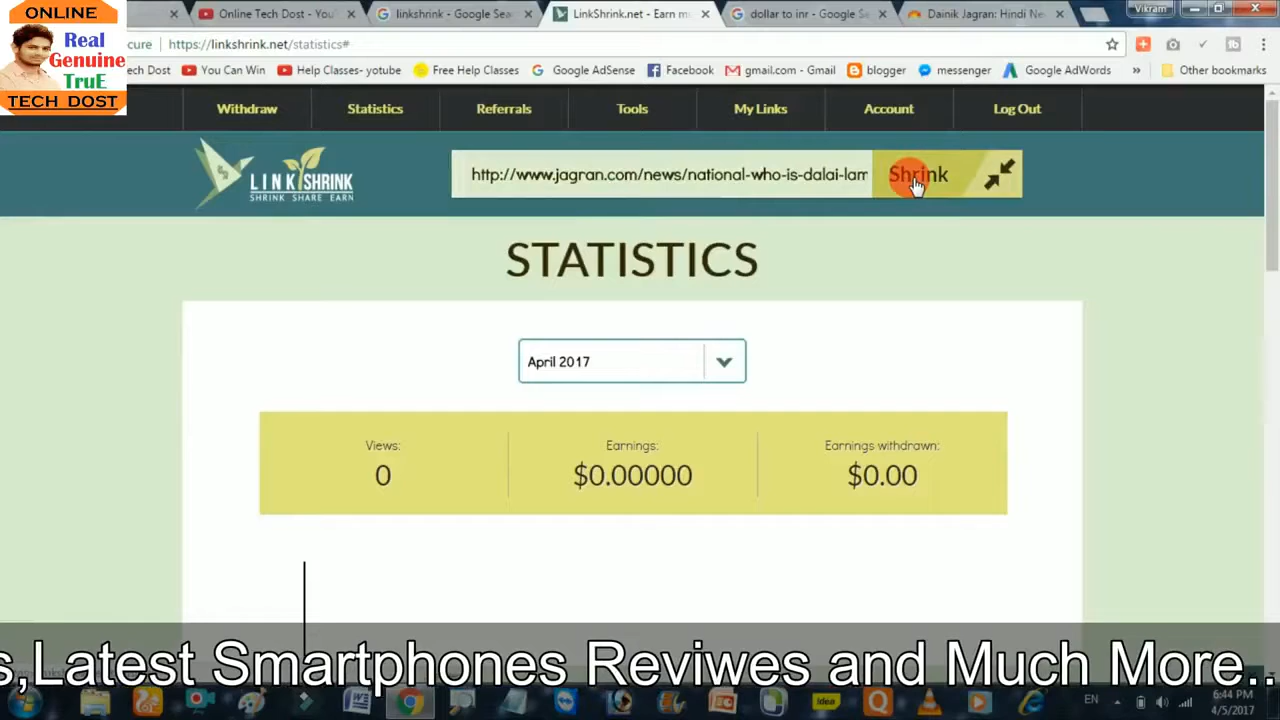 Online Tech Dost - You
linkshrink - Google Sea
LinkShrink.net - Earn m
dollar to inr - Google S
Dainik Jagran: Hindi Ne
Vikram
ONLINE
Real
Genuine
TruE
TECH DOST
cure
https://linkshrink.net/statistics#
Tech Dost
You Can Win
Help Classes- yotube
Free Help Classes
Google AdSense
Facebook
gmail.com - Gmail
blogger
messenger
Google AdWords
»
Other bookmarks
Withdraw
Statistics
Referrals
Tools
My Links
Account
Log Out
LINKSHRINK
SHRINK SHARE EARN
http://www.jagran.com/news/national-who-is-dalai-lam
Shrink
STATISTICS
April 2017
Views:
Earnings:
Earnings withdrawn:
0
$0.00000
$0.00
s,Latest Smartphones Reviwes and Much More..
Idea
EN
6:44 PM
4/5/2017